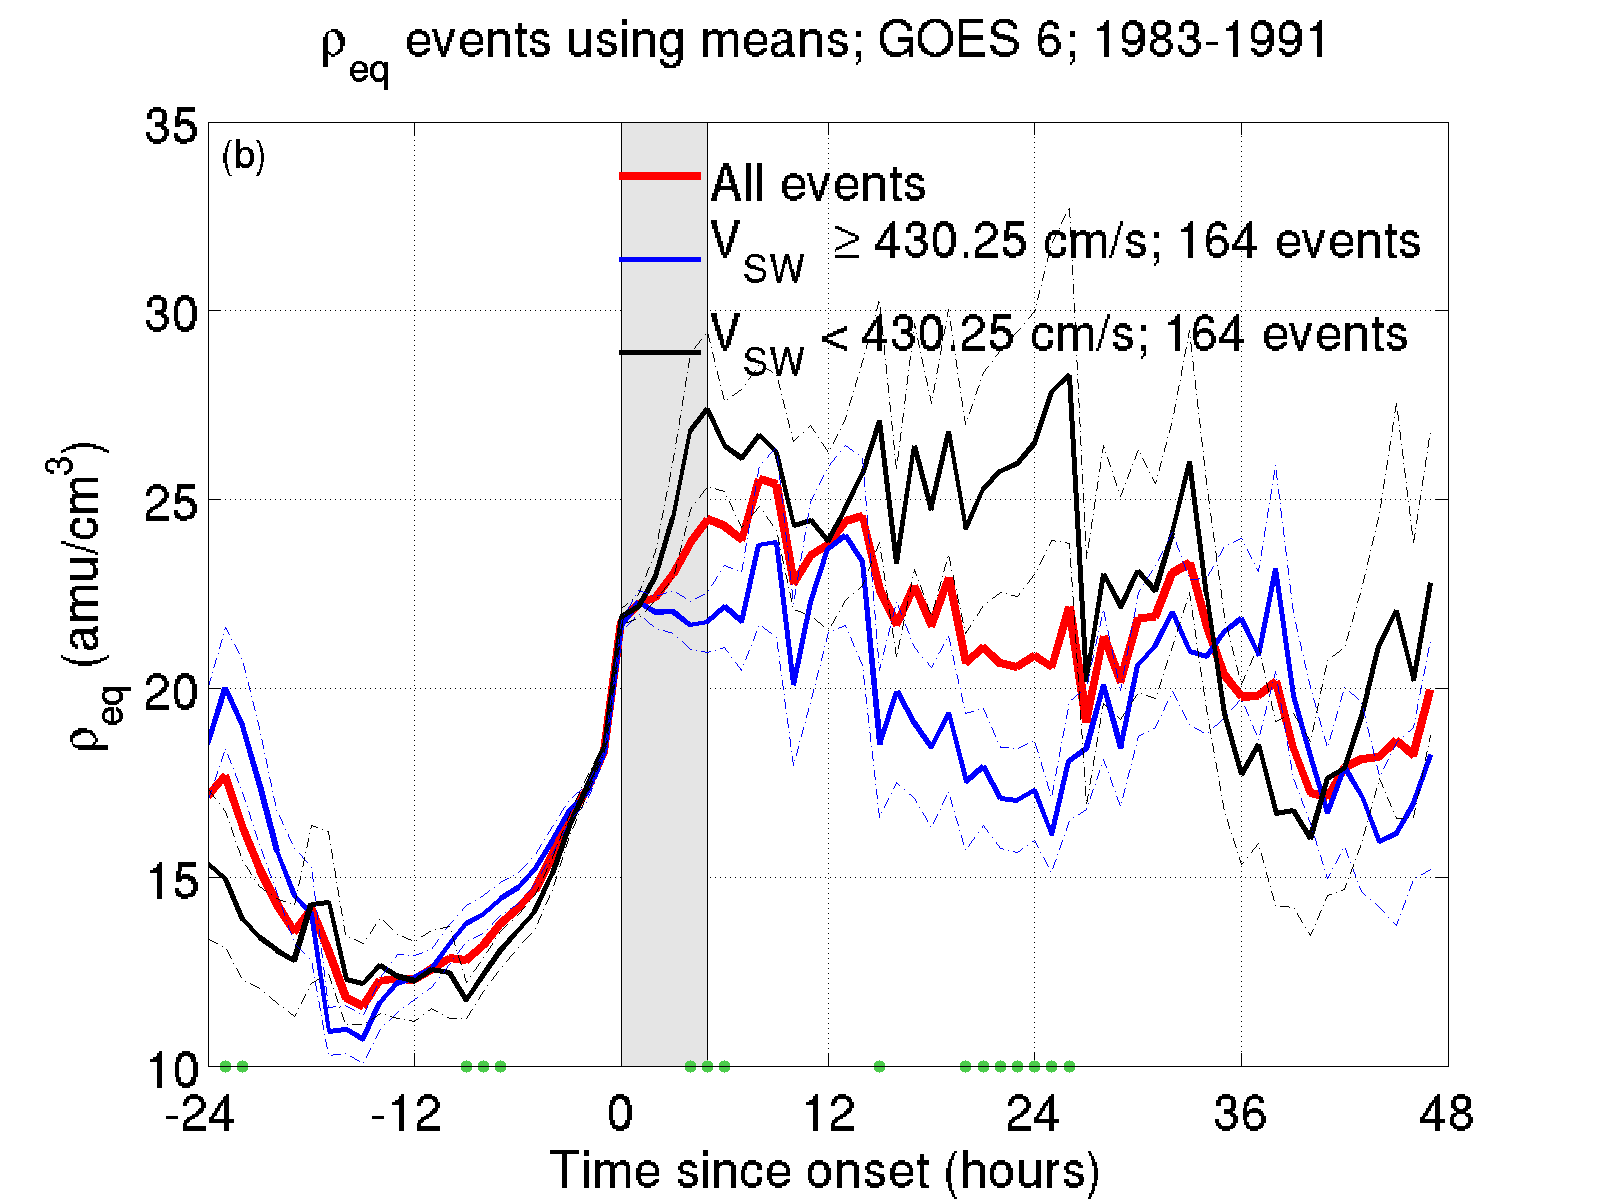 ρeq events using means; GOES 6; 1983-1991
(b)
All events
VSW ≥ 430.25 cm/s; 164 events
VSW < 430.25 cm/s; 164 events
35
30
25
20
15
10
ρeq (amu/cm³)
-24 -12 0 12 24 36 48
Time since onset (hours)